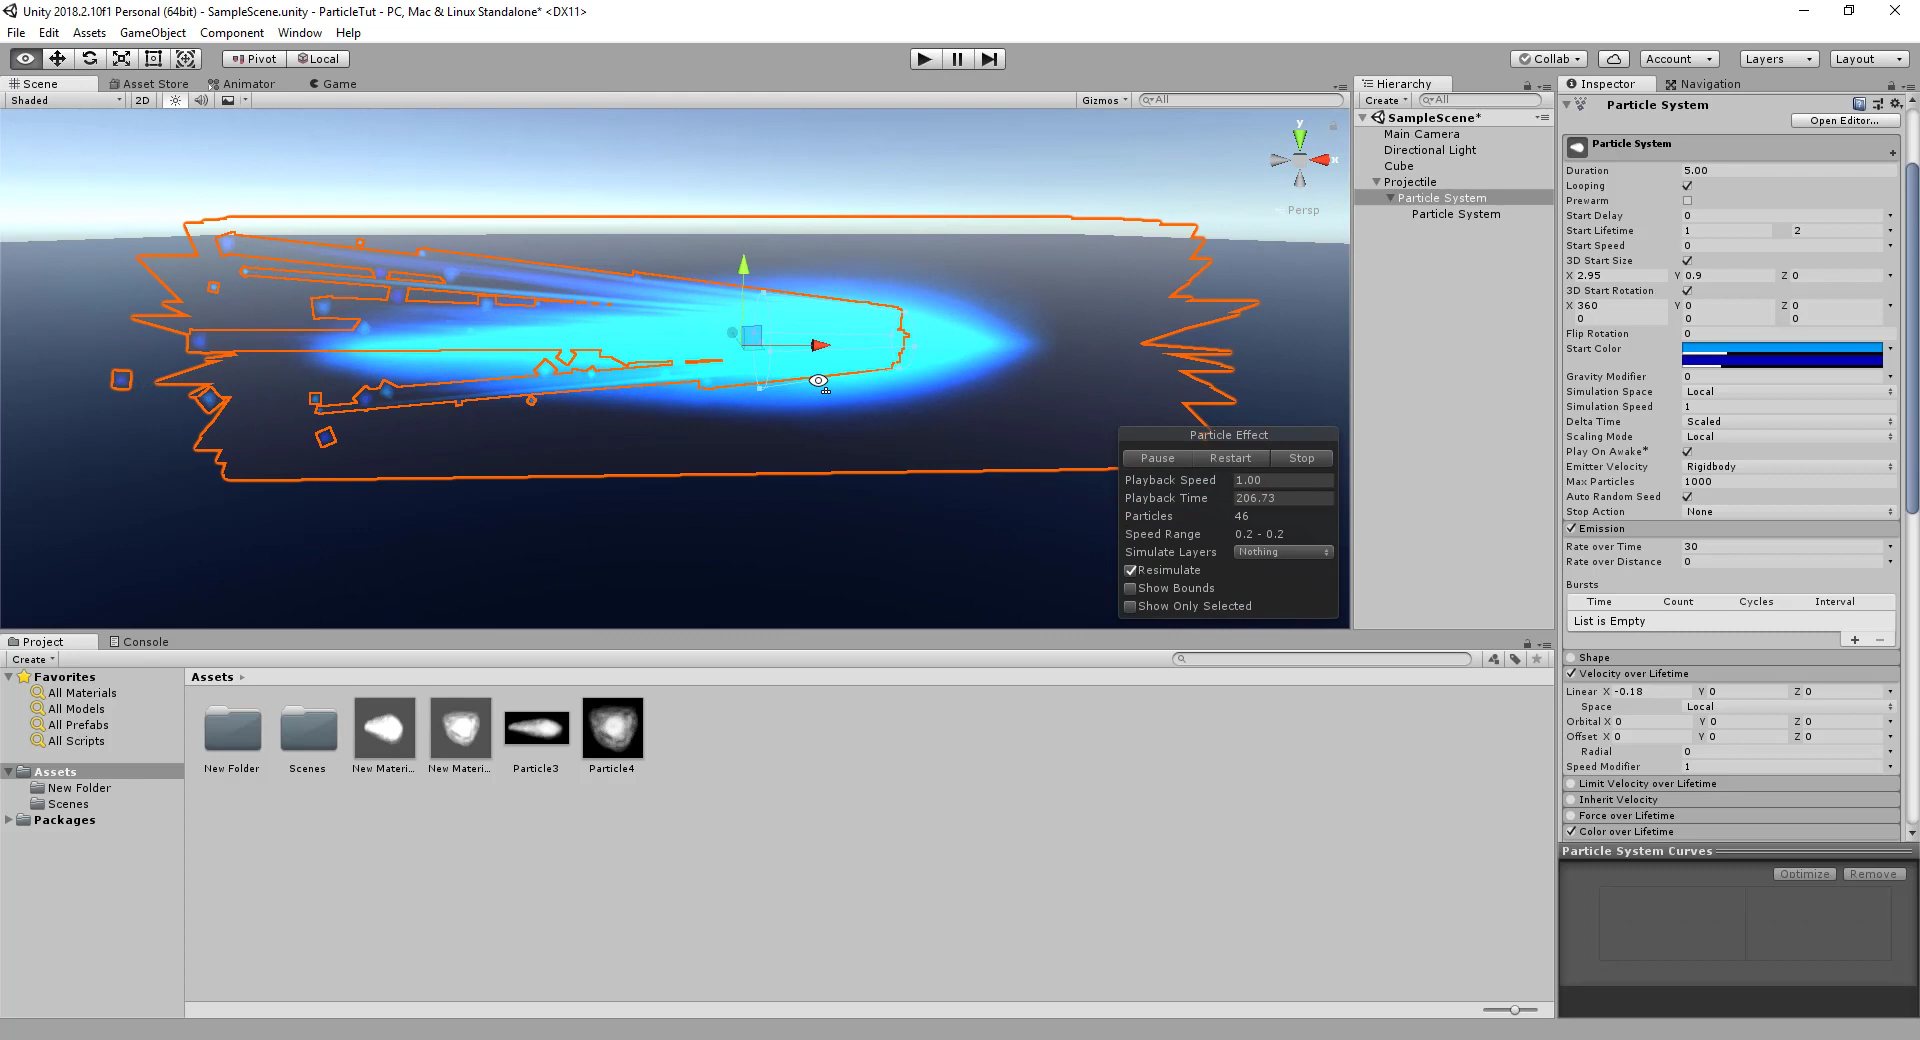 Unity 2018.2.10f1 Personal (64bit) - SampleScene.unity - ParticleTut - PC, Mac & Linux Standalone* <DX11>
File Edit Assets GameObject Component Window Help
Pivot Local
Collab Account Layers Layout
Scene Asset Store Animator Game
Shaded 2D Gizmos All
y
x
Persp
Particle Effect
Pause Restart Stop
Playback Speed 1.00
Playback Time 206.73
Particles 46
Speed Range 0.2 - 0.2
Simulate Layers Nothing
Resimulate
Show Bounds
Show Only Selected
Hierarchy
Create All
SampleScene*
Main Camera
Directional Light
Cube
Projectile
Particle System
Particle System
Inspector Navigation
Particle System
Open Editor...
Particle System
Duration 5.00
Looping
Prewarm
Start Delay 0
Start Lifetime 1 2
Start Speed 0
3D Start Size
X 2.95 Y 0.9 Z 0
3D Start Rotation
X 360 Y 0 Z 0
0 0 0
Flip Rotation 0
Start Color
Gravity Modifier 0
Simulation Space Local
Simulation Speed 1
Delta Time Scaled
Scaling Mode Local
Play On Awake*
Emitter Velocity Rigidbody
Max Particles 1000
Auto Random Seed
Stop Action None
Emission
Rate over Time 30
Rate over Distance 0
Bursts
Time Count Cycles Interval
List is Empty
Shape
Velocity over Lifetime
Linear X -0.18 Y 0 Z 0
Space Local
Orbital X 0 Y 0 Z 0
Offset X 0 Y 0 Z 0
Radial 0
Speed Modifier 1
Limit Velocity over Lifetime
Inherit Velocity
Force over Lifetime
Color over Lifetime
Particle System Curves
Optimize Remove
Project Console
Create
Favorites
All Materials
All Models
All Prefabs
All Scripts
Assets
New Folder
Scenes
Packages
Assets
New Folder Scenes New Materi... New Materi... Particle3 Particle4